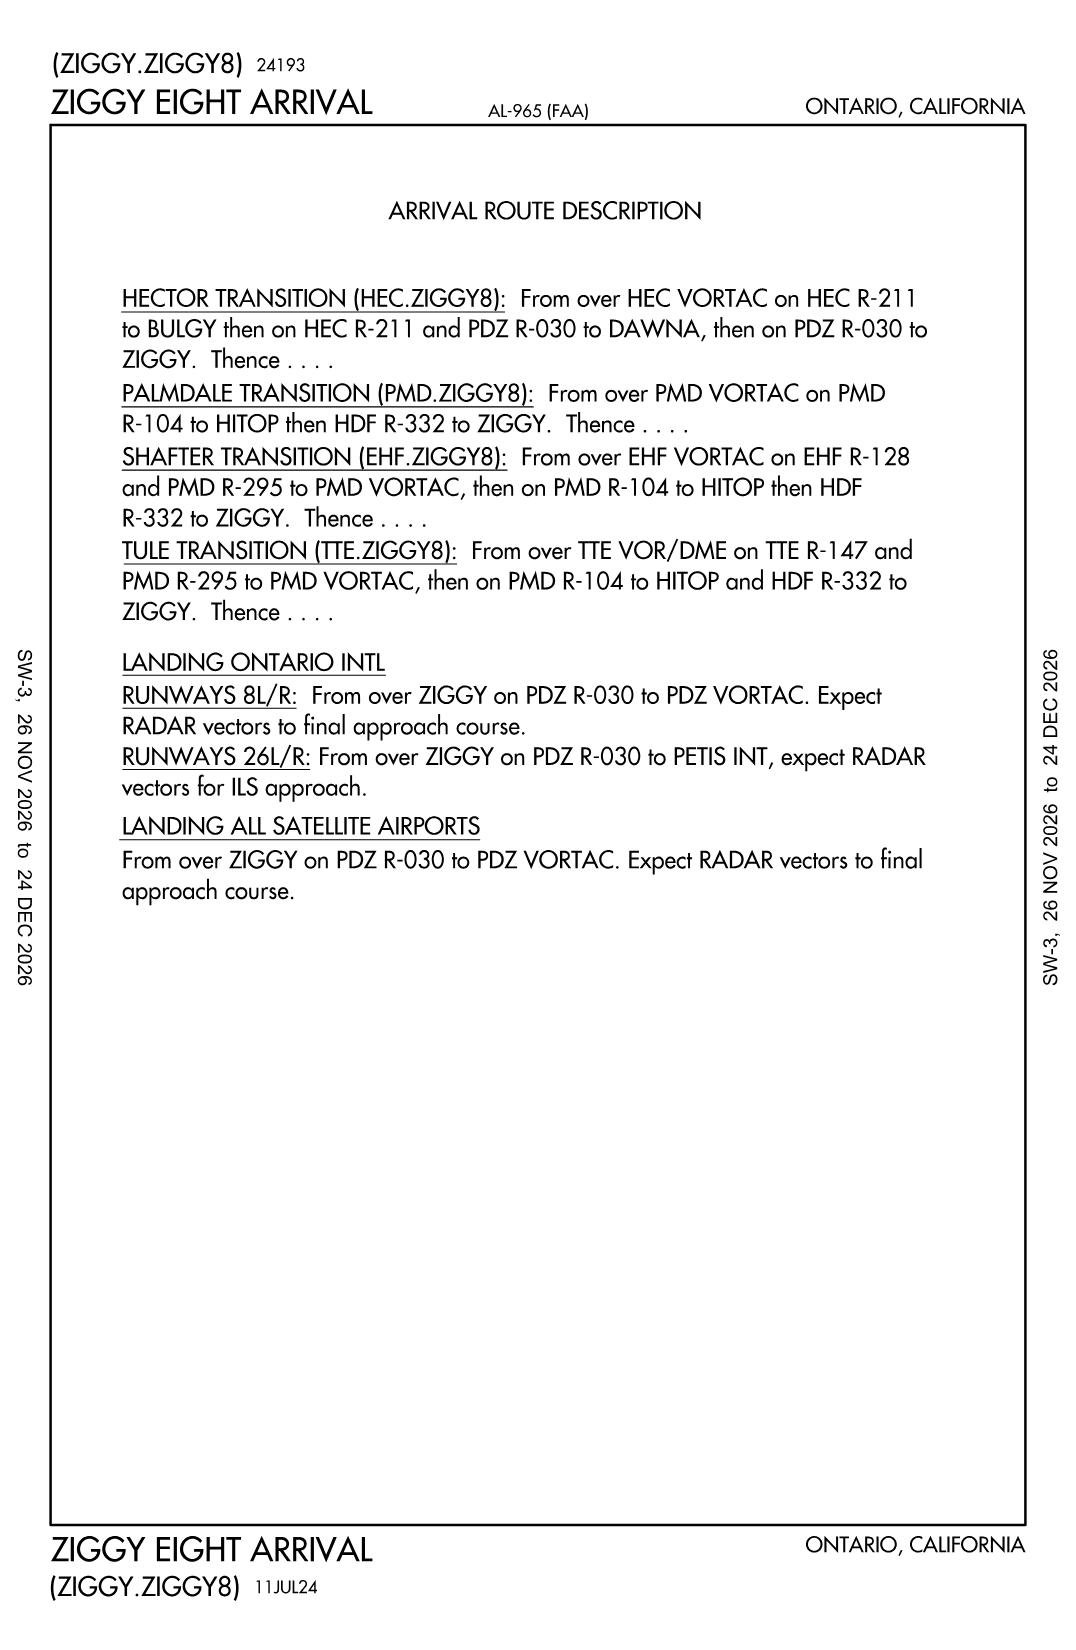 (ZIGGY.ZIGGY8) 24193
ZIGGY EIGHT ARRIVAL
AL-965 (FAA)
ONTARIO, CALIFORNIA
ARRIVAL ROUTE DESCRIPTION
HECTOR TRANSITION (HEC.ZIGGY8): From over HEC VORTAC on HEC R-211
to BULGY then on HEC R-211 and PDZ R-030 to DAWNA, then on PDZ R-030 to
ZIGGY. Thence . . . .
PALMDALE TRANSITION (PMD.ZIGGY8): From over PMD VORTAC on PMD
R-104 to HITOP then HDF R-332 to ZIGGY. Thence . . . .
SHAFTER TRANSITION (EHF.ZIGGY8): From over EHF VORTAC on EHF R-128
and PMD R-295 to PMD VORTAC, then on PMD R-104 to HITOP then HDF
R-332 to ZIGGY. Thence . . . .
TULE TRANSITION (TTE.ZIGGY8): From over TTE VOR/DME on TTE R-147 and
PMD R-295 to PMD VORTAC, then on PMD R-104 to HITOP and HDF R-332 to
ZIGGY. Thence . . . .
LANDING ONTARIO INTL
RUNWAYS 8L/R: From over ZIGGY on PDZ R-030 to PDZ VORTAC. Expect
RADAR vectors to final approach course.
RUNWAYS 26L/R: From over ZIGGY on PDZ R-030 to PETIS INT, expect RADAR
vectors for ILS approach.
LANDING ALL SATELLITE AIRPORTS
From over ZIGGY on PDZ R-030 to PDZ VORTAC. Expect RADAR vectors to final
approach course.
SW-3, 26 NOV 2026 to 24 DEC 2026
SW-3, 26 NOV 2026 to 24 DEC 2026
ZIGGY EIGHT ARRIVAL
(ZIGGY.ZIGGY8) 11JUL24
ONTARIO, CALIFORNIA